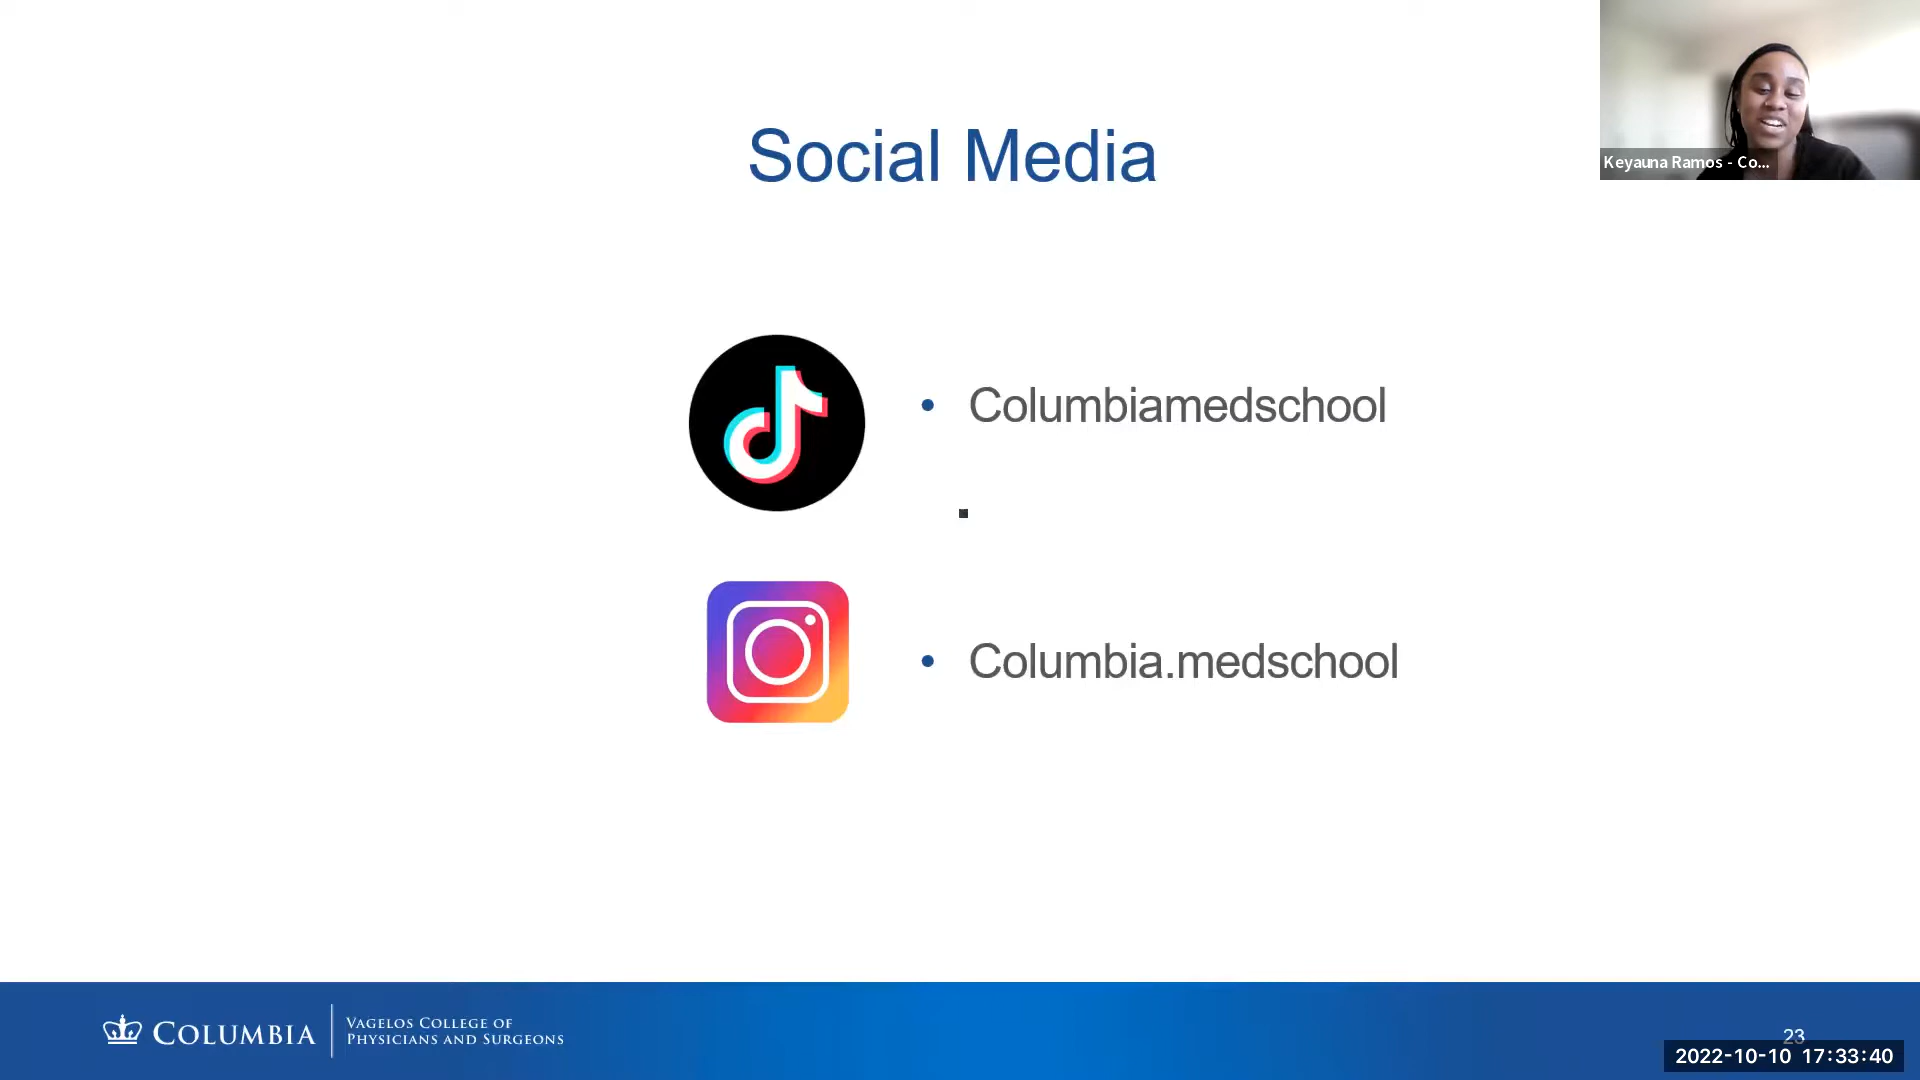 Social Media
Keyauna Ramos - Co...
Columbiamedschool
Columbia.medschool
COLUMBIA
VAGELOS COLLEGE OF
PHYSICIANS AND SURGEONS
23
2022-10-10 17:33:40